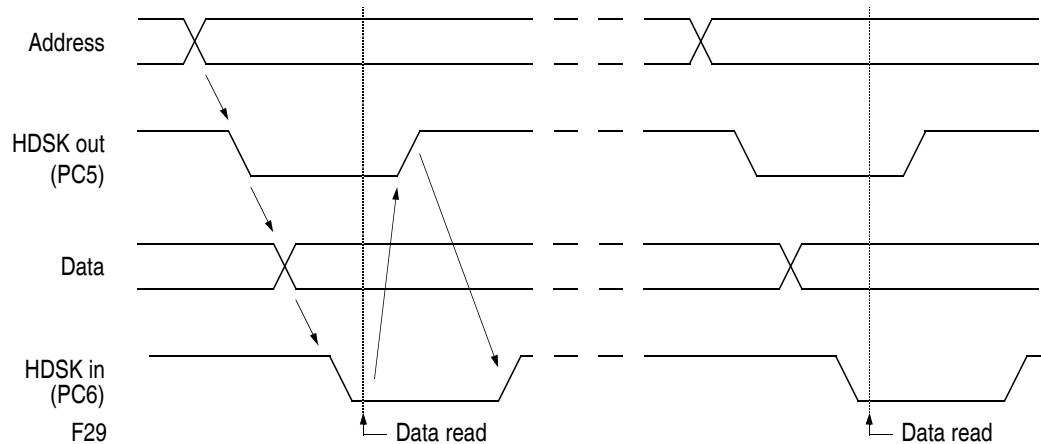 Address
HDSK out
(PC5)
Data
HDSK in
(PC6)
F29
Data read
Data read